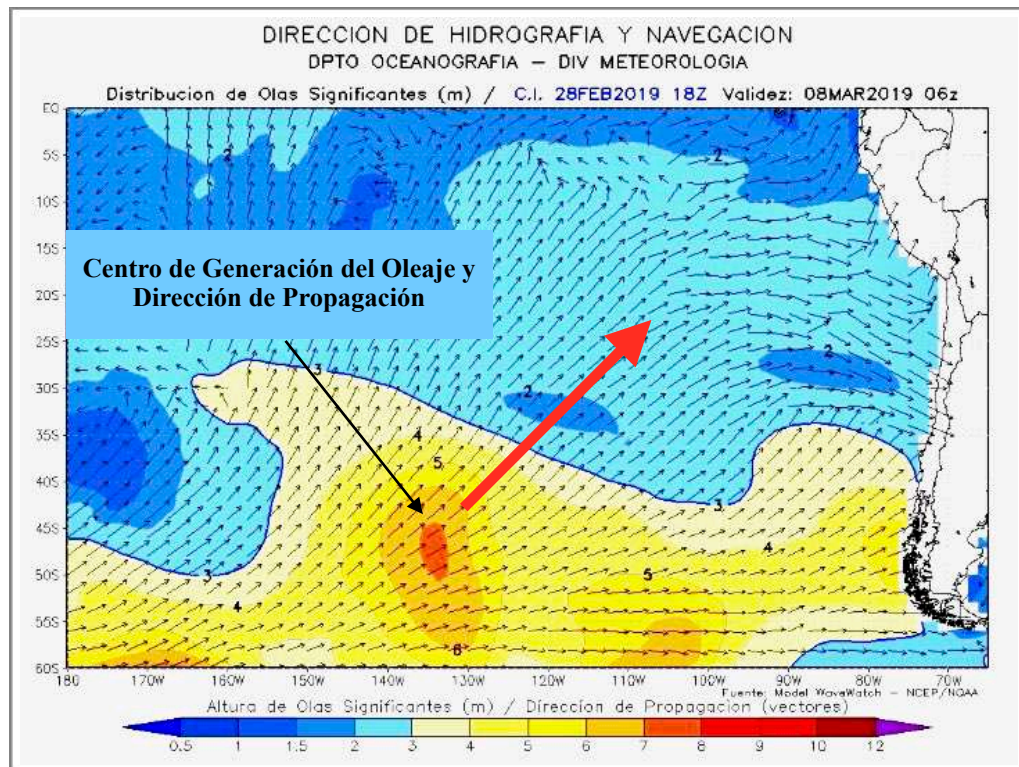 DIRECCION DE HIDROGRAFIA Y NAVEGACION
DPTO OCEANOGRAFIA – DIV METEOROLOGIA
Distribucion de Olas Significantes (m) / C.I. 28FEB2019 18Z Validez: 08MAR2019 06z
EQ
5S
10S
15S
20S
25S
30S
35S
40S
45S
50S
55S
60S
2
2
Centro de Generación del Oleaje y
Dirección de Propagación
3
2
2
4
5
3
3
4
4
5
6
180 170W 160W 150W 140W 130W 120W 110W 100W 90W 80W 70W
Fuente: Model WaveWatch – NCEP/NOAA
Altura de Olas Significantes (m) / Direccion de Propagacion (vectores)
0.5 1 1.5 2 3 4 5 6 7 8 9 10 12